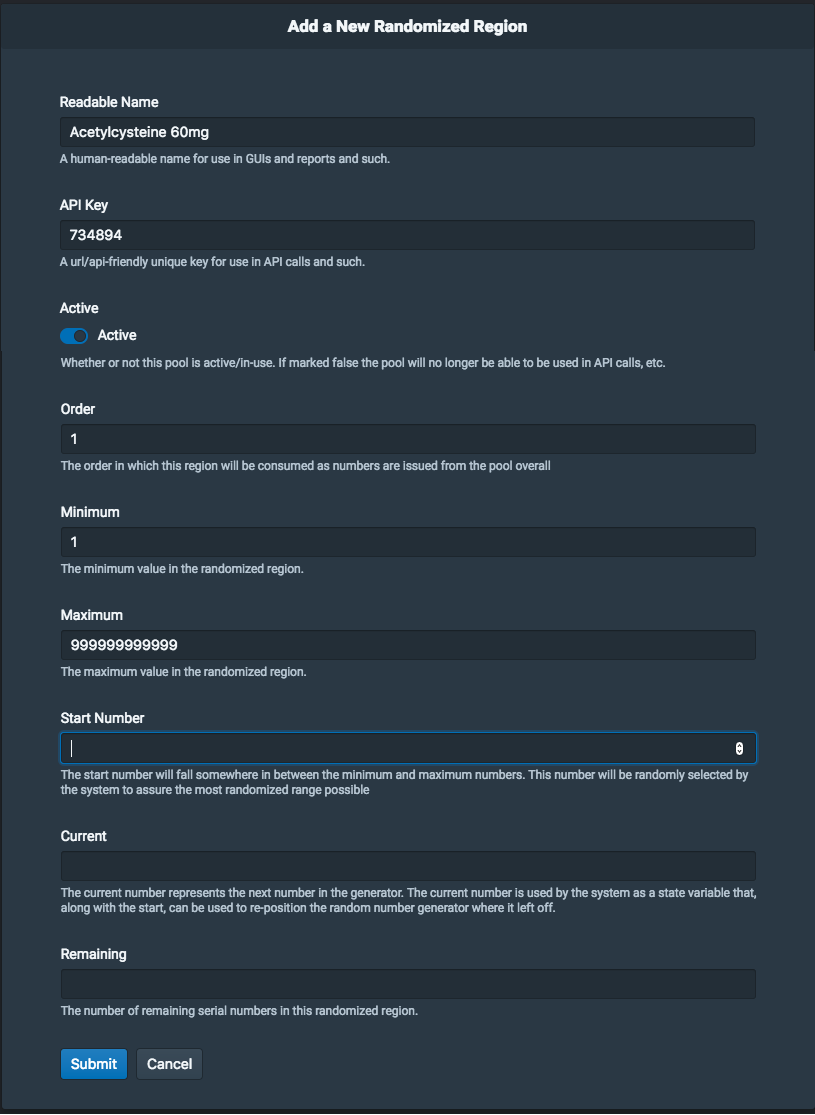 Add a New Randomized Region
Readable Name
Acetylcysteine 60mg
A human-readable name for use in GUIs and reports and such.
API Key
734894
A url/api-friendly unique key for use in API calls and such.
Active
Active
Whether or not this pool is active/in-use. If marked false the pool will no longer be able to be used in API calls, etc.
Order
1
The order in which this region will be consumed as numbers are issued from the pool overall
Minimum
1
The minimum value in the randomized region.
Maximum
999999999999
The maximum value in the randomized region.
Start Number
The start number will fall somewhere in between the minimum and maximum numbers. This number will be randomly selected by
the system to assure the most randomized range possible
Current
The current number represents the next number in the generator. The current number is used by the system as a state variable that,
along with the start, can be used to re-position the random number generator where it left off.
Remaining
The number of remaining serial numbers in this randomized region.
Submit Cancel